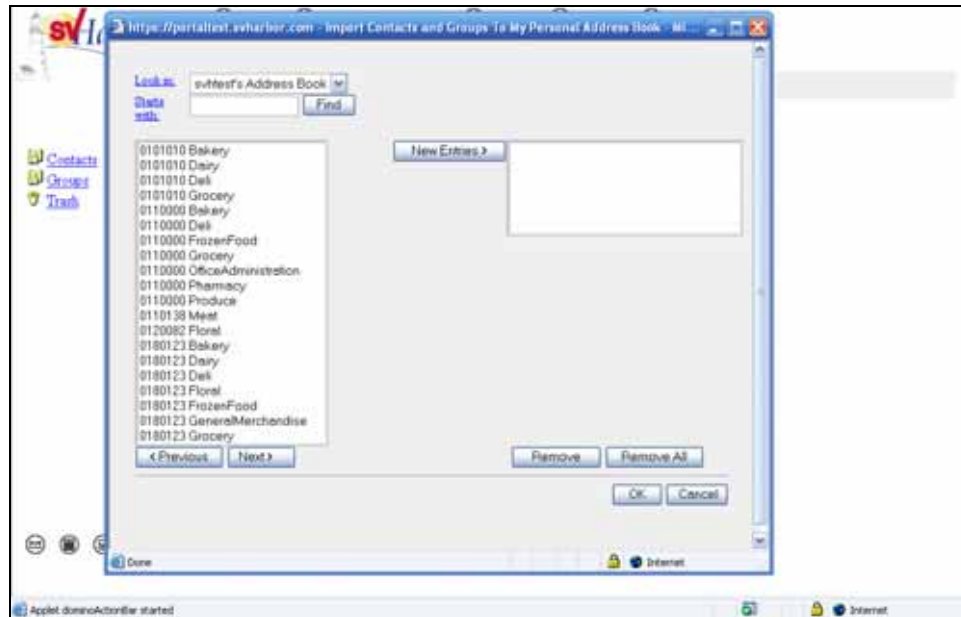 https://portaltest.svharbor.com - Import Contacts and Groups To My Personal Address Book - Mi...
SVHa
Look in:
svhtest's Address Book
Starts with:
Find
Contacts
Groups
Trash
0101010 Bakery
0101010 Dairy
0101010 Deli
0101010 Grocery
0110000 Bakery
0110000 Deli
0110000 FrozenFood
0110000 Grocery
0110000 OfficeAdministration
0110000 Pharmacy
0110000 Produce
0110138 Meat
0120082 Floral
0180123 Bakery
0180123 Dairy
0180123 Deli
0180123 Floral
0180123 FrozenFood
0180123 GeneralMerchandise
0180123 Grocery
New Entries >
< Previous
Next >
Remove
Remove All
OK
Cancel
Done
Internet
Applet dominoActionBar started
Internet